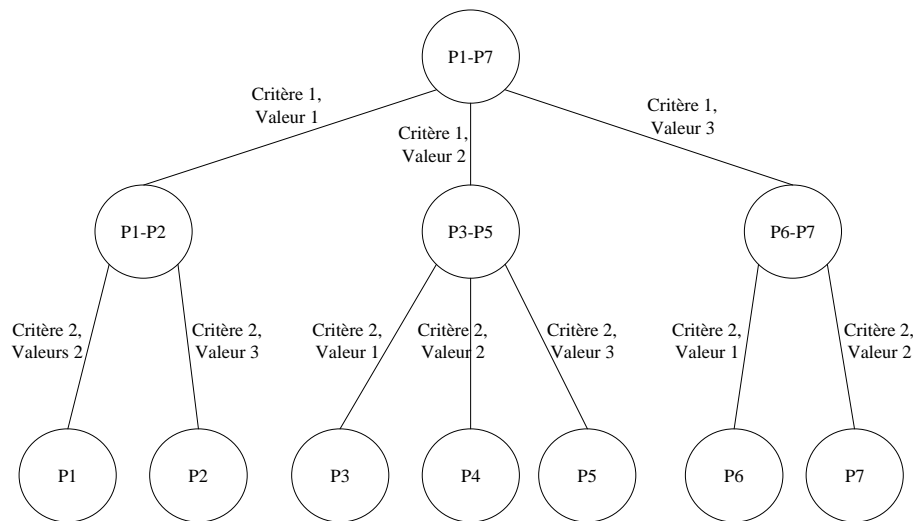 P1-P7
Critère 1,
Valeur 1
Critère 1,
Valeur 2
Critère 1,
Valeur 3
P1-P2
P3-P5
P6-P7
Critère 2,
Valeurs 2
Critère 2,
Valeur 3
Critère 2,
Valeur 1
Critère 2,
Valeur 2
Critère 2,
Valeur 3
Critère 2,
Valeur 1
Critère 2,
Valeur 2
P1
P2
P3
P4
P5
P6
P7